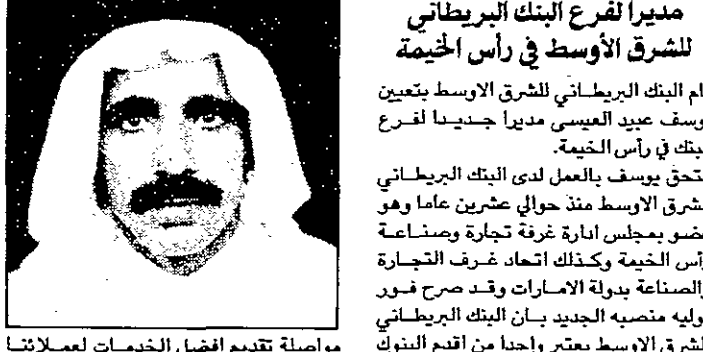 مديرا لفرع البنك البريطاني
للشرق الأوسط في رأس الخيمة
ام البنك البريطاني للشرق الاوسط بتعيين
وسف عبيد العيسى مديرا جديدا لفرع
لبنك في رأس الخيمة.
لتحق يوسف بالعمل لدى البنك البريطاني
لشرق الاوسط منذ حوالي عشرين عاما وهو
ضو بمجلس ادارة غرفة تجارة وصناعة
رأس الخيمة وكذلك اتحاد غرف التجارة
الصناعة بدولة الامارات وقد صرح فور
وليه منصبه الجديد بان البنك البريطاني
لشرق الاوسط يعتبر واحدا من اقدم البنوك
مواصلة تقديم افضل الخدمات لعملائنا